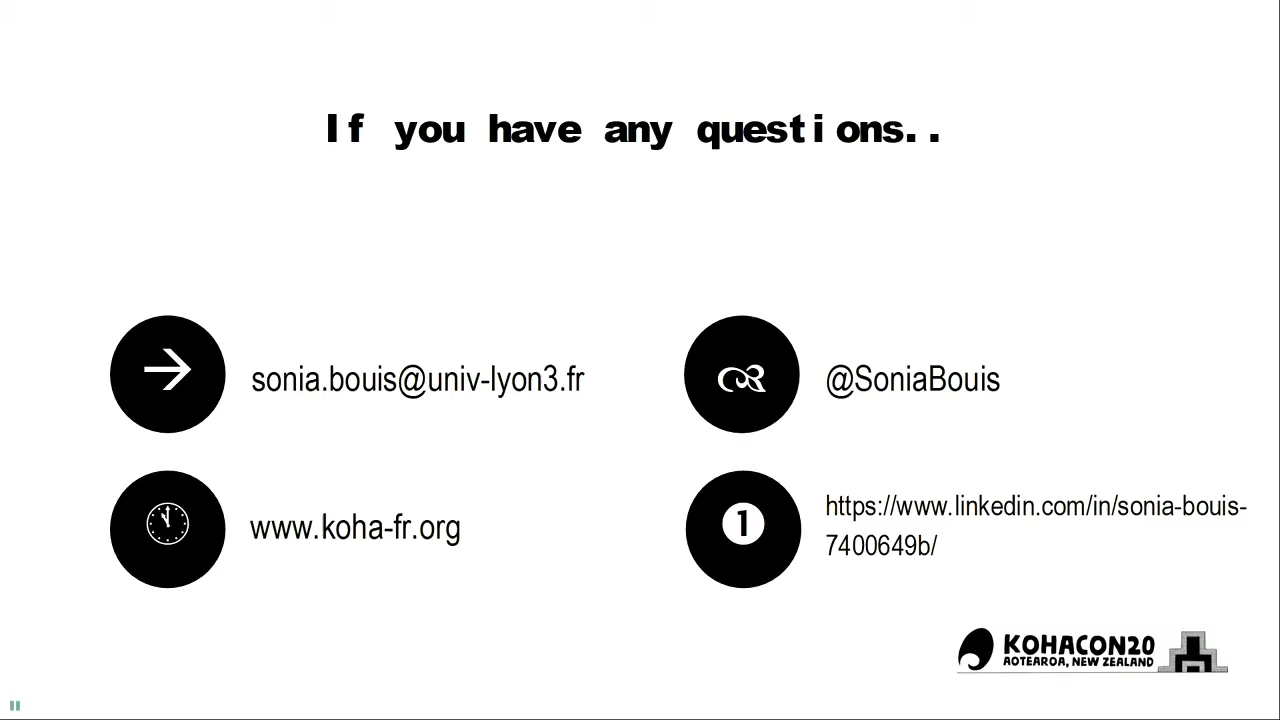 If you have any questions..
sonia.bouis@univ-lyon3.fr
@SoniaBouis
www.koha-fr.org
1
https://www.linkedin.com/in/sonia-bouis-
7400649b/
KOHACON20
AOTEAROA, NEW ZEALAND